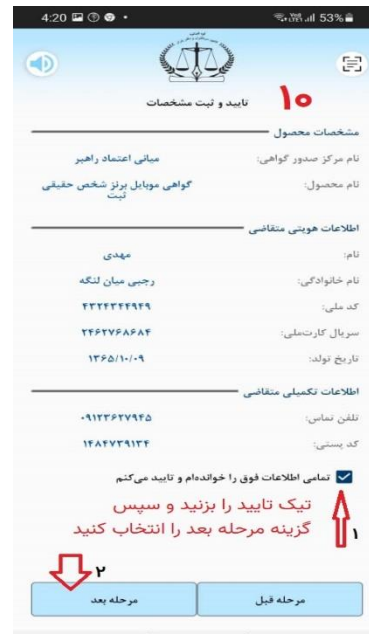 4:20
53%
تایید و ثبت مشخصات
۱۰
مشخصات محصول
نام مرکز صدور گواهی: میانی اعتماد راهبر
نام محصول: گواهی موبایل برنز شخص حقیقی ثبت
اطلاعات هویتی متقاضی
نام: مهدی
نام خانوادگی: رجبی میان لنگه
کد ملی:
سریال کارت‌ملی:
تاریخ تولد: ۱۳۶۵/۱۰/۰۹
اطلاعات تکمیلی متقاضی
تلفن تماس: ۰۹۱۲۳۶۲۷۹۴۵
کد پستی:
تمامی اطلاعات فوق را خوانده‌ام و تایید می‌کنم
تیک تایید را بزنید و سپس
گزینه مرحله بعد را انتخاب کنید
۱
۲
مرحله قبل
مرحله بعد